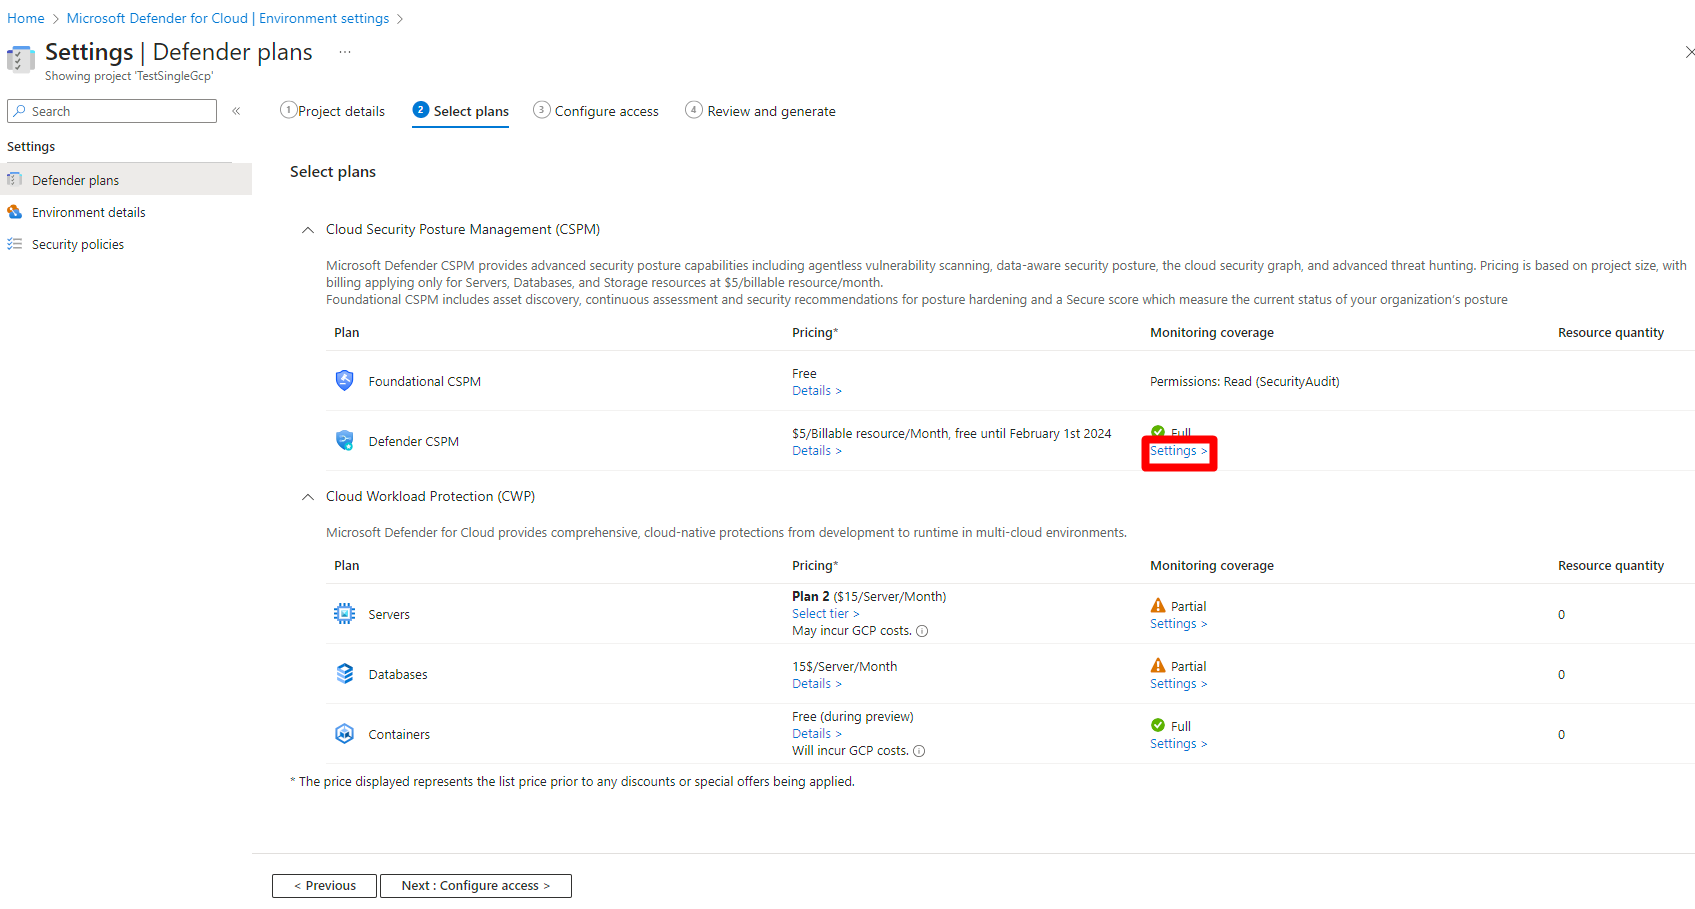 Home > Microsoft Defender for Cloud | Environment settings >
Settings | Defender plans ...
Showing project 'TestSingleGcp'
Search «
1 Project details 2 Select plans 3 Configure access 4 Review and generate
Settings
Defender plans
Environment details
Security policies
Select plans
Cloud Security Posture Management (CSPM)
Microsoft Defender CSPM provides advanced security posture capabilities including agentless vulnerability scanning, data-aware security posture, the cloud security graph, and advanced threat hunting. Pricing is based on project size, with
billing applying only for Servers, Databases, and Storage resources at $5/billable resource/month.
Foundational CSPM includes asset discovery, continuous assessment and security recommendations for posture hardening and a Secure score which measure the current status of your organization's posture
Plan Pricing* Monitoring coverage Resource quantity
Foundational CSPM Free Permissions: Read (SecurityAudit)
Details >
Defender CSPM $5/Billable resource/Month, free until February 1st 2024 Full
Details > Settings >
Cloud Workload Protection (CWP)
Microsoft Defender for Cloud provides comprehensive, cloud-native protections from development to runtime in multi-cloud environments.
Plan Pricing* Monitoring coverage Resource quantity
Servers Plan 2 ($15/Server/Month) Partial 0
Select tier > Settings >
May incur GCP costs.
Databases 15$/Server/Month Partial 0
Details > Settings >
Containers Free (during preview) Full 0
Details > Settings >
Will incur GCP costs.
* The price displayed represents the list price prior to any discounts or special offers being applied.
< Previous Next : Configure access >